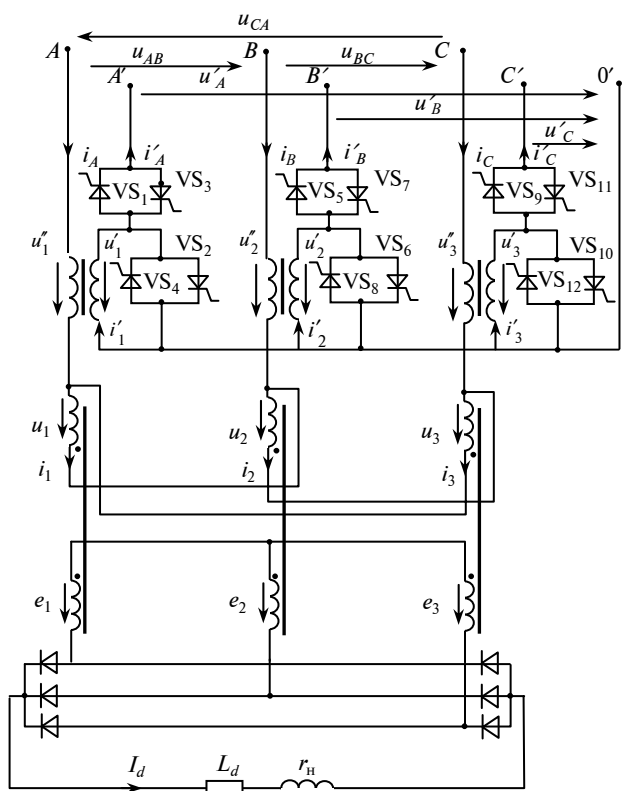 u_CA
A u_AB B u_BC C
A′ u′_A B′ C′ 0′
u′_B
u′_C
i_A i′_A i_B i′_B i_C i′_C
VS₁ VS₃ VS₅ VS₇ VS₉ VS₁₁
u″₁ u′₁ VS₂ u″₂ u′₂ VS₆ u″₃ u′₃ VS₁₀
VS₄ VS₈ VS₁₂
i′₁ i′₂ i′₃
u₁ u₂ u₃
i₁ i₂ i₃
e₁ e₂ e₃
I_d L_d r_н